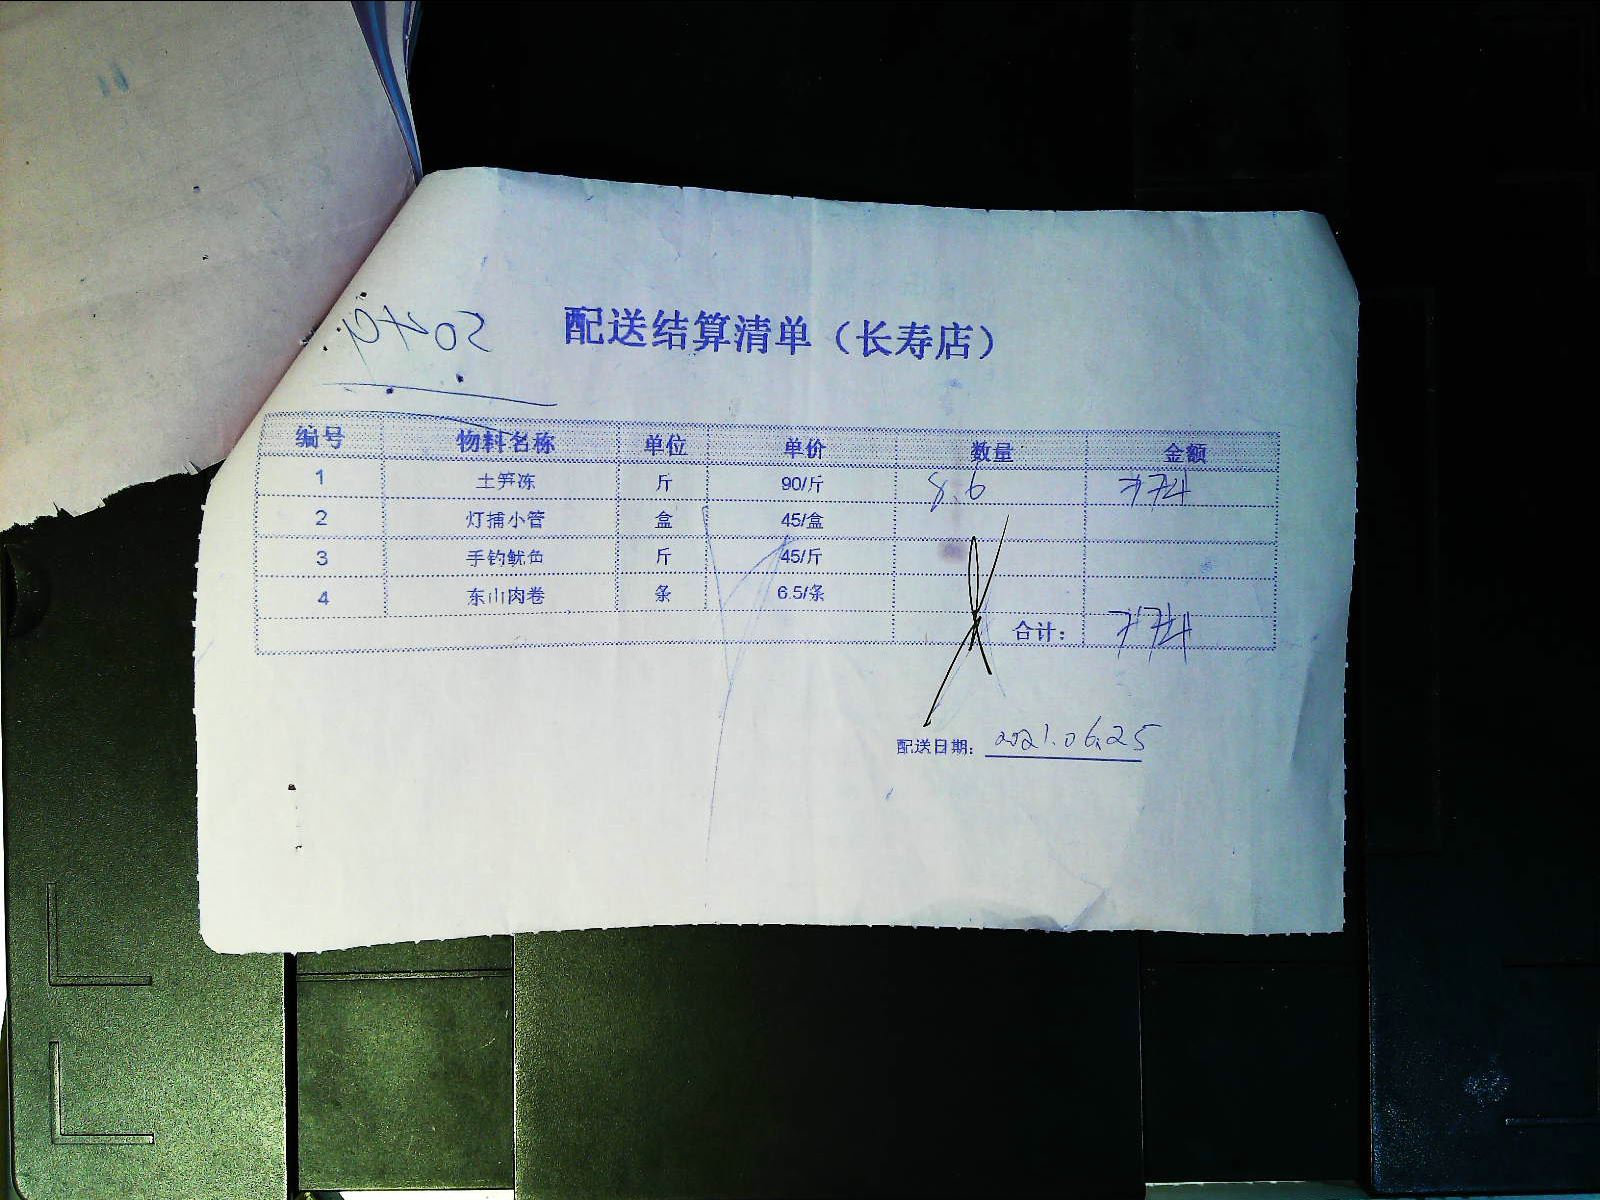 配送结算清单（长寿店）
编号 物料名称 单位 单价 数量 金额
1 土笋冻 斤 90/斤 8.6 774
2 灯捕小管 盒 45/盒
3 手钓鱿鱼 斤 45/斤
4 东山肉卷 条 6.5/条
合计： 774
配送日期： 2021.06.25